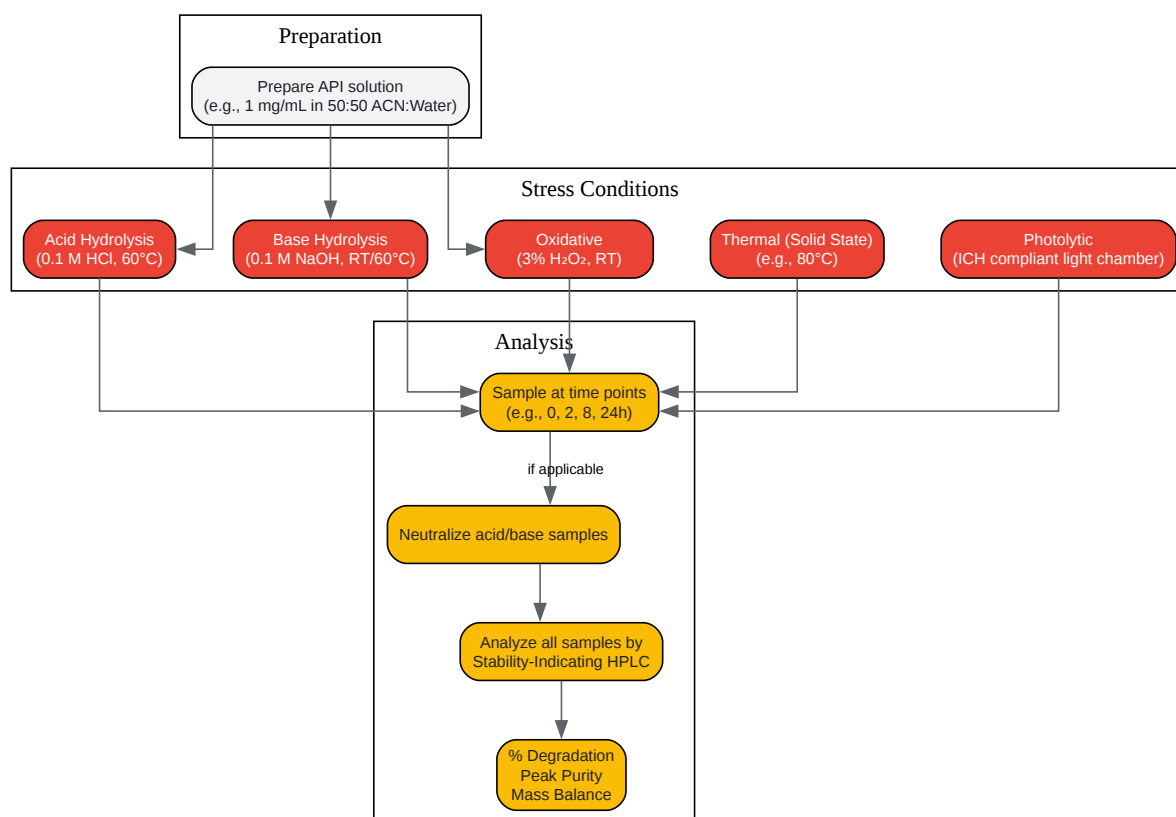 Preparation
Prepare API solution
(e.g., 1 mg/mL in 50:50 ACN:Water)
Stress Conditions
Acid Hydrolysis
(0.1 M HCl, 60°C)
Base Hydrolysis
(0.1 M NaOH, RT/60°C)
Oxidative
(3% H₂O₂, RT)
Thermal (Solid State)
(e.g., 80°C)
Photolytic
(ICH compliant light chamber)
Analysis
Sample at time points
(e.g., 0, 2, 8, 24h)
if applicable
Neutralize acid/base samples
Analyze all samples by
Stability-Indicating HPLC
% Degradation
Peak Purity
Mass Balance